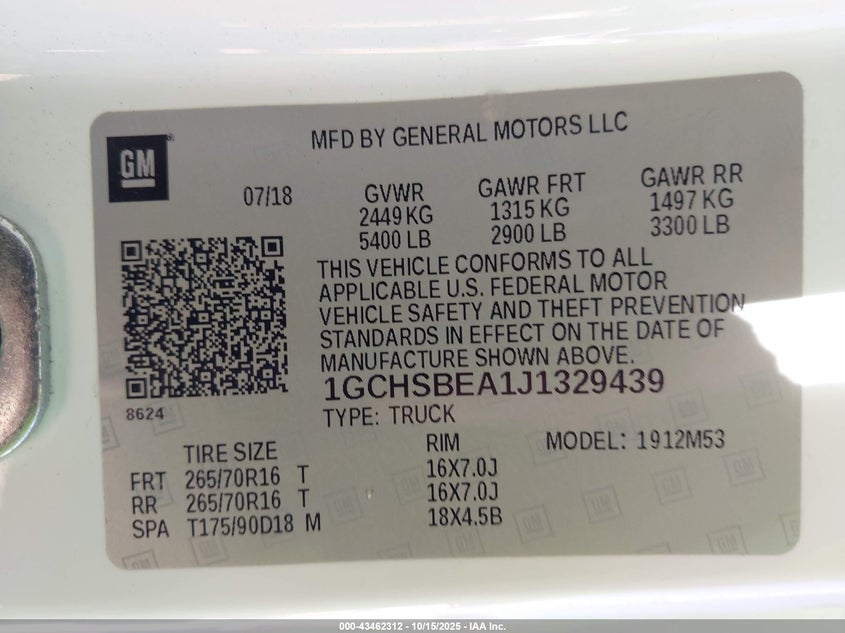 GM
MFD BY GENERAL MOTORS LLC
07/18
GVWR GAWR FRT GAWR RR
2449 KG 1315 KG 1497 KG
5400 LB 2900 LB 3300 LB
THIS VEHICLE CONFORMS TO ALL
APPLICABLE U.S. FEDERAL MOTOR
VEHICLE SAFETY AND THEFT PREVENTION
STANDARDS IN EFFECT ON THE DATE OF
MANUFACTURE SHOWN ABOVE.
1GCHSBEA1J1329439
8624
TYPE: TRUCK
TIRE SIZE RIM MODEL: 1912M53
FRT 265/70R16 T 16X7.0J
RR 265/70R16 T 16X7.0J
SPA T175/90D18 M 18X4.5B
000-43462312 - 10/15/2025 - IAA Inc.